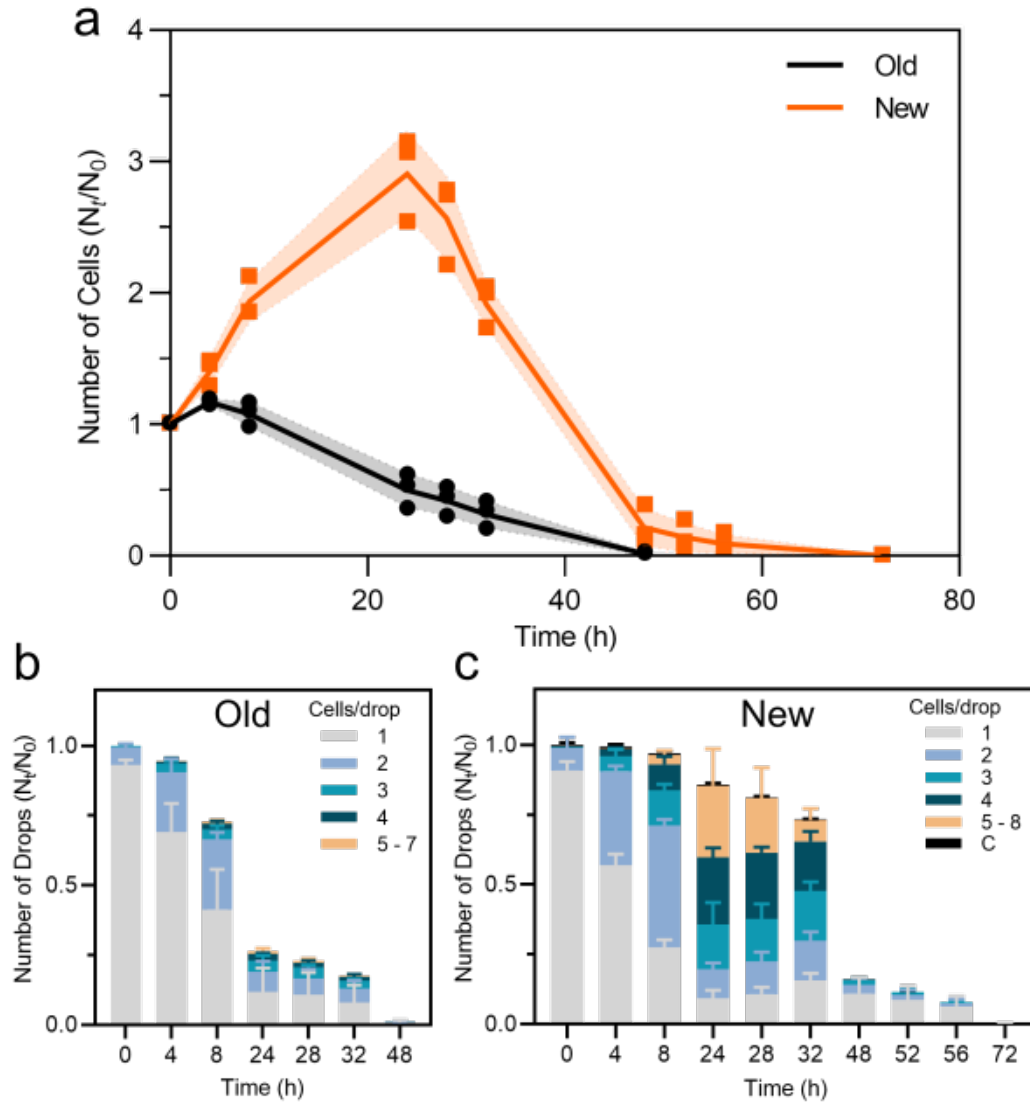 a
4
3
2
1
0
Number of Cells (Nₜ/N₀)
Old
New
0 20 40 60 80
Time (h)
b
Old
Cells/drop
1
2
3
4
5 - 7
1.0
0.5
0.0
Number of Drops (Nₜ/N₀)
0 4 8 24 28 32 48
Time (h)
c
New
Cells/drop
1
2
3
4
5 - 8
C
1.0
0.5
0.0
Number of Drops (Nₜ/N₀)
0 4 8 24 28 32 48 52 56 72
Time (h)